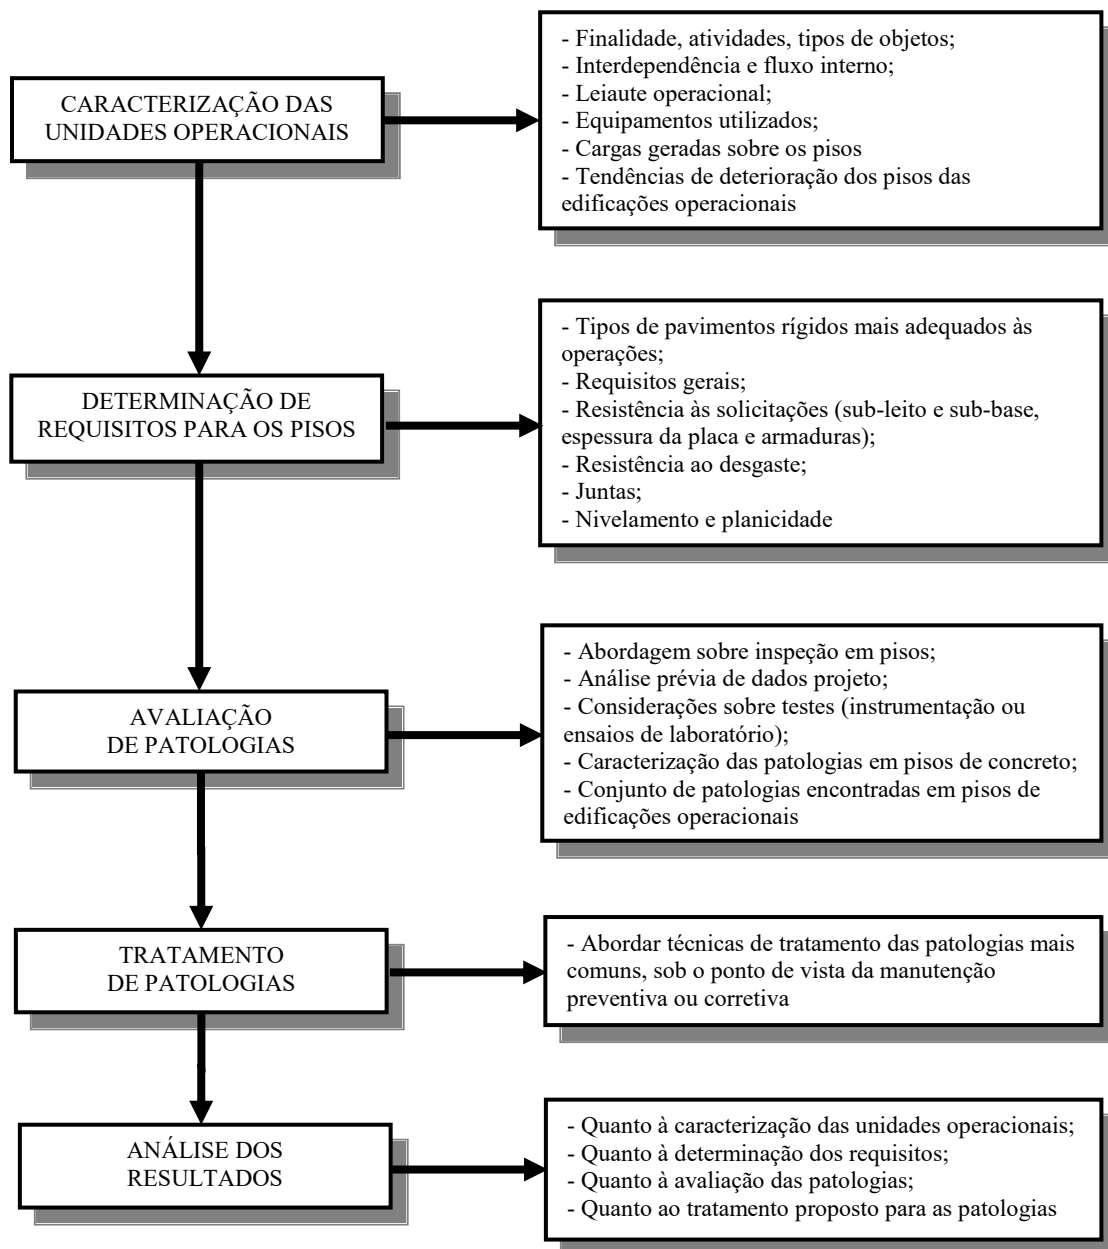 CARACTERIZAÇÃO DAS
UNIDADES OPERACIONAIS
- Finalidade, atividades, tipos de objetos;
- Interdependência e fluxo interno;
- Leiaute operacional;
- Equipamentos utilizados;
- Cargas geradas sobre os pisos
- Tendências de deterioração dos pisos das
edificações operacionais
DETERMINAÇÃO DE
REQUISITOS PARA OS PISOS
- Tipos de pavimentos rígidos mais adequados às
operações;
- Requisitos gerais;
- Resistência às solicitações (sub-leito e sub-base,
espessura da placa e armaduras);
- Resistência ao desgaste;
- Juntas;
- Nivelamento e planicidade
AVALIAÇÃO
DE PATOLOGIAS
- Abordagem sobre inspeção em pisos;
- Análise prévia de dados projeto;
- Considerações sobre testes (instrumentação ou
ensaios de laboratório);
- Caracterização das patologias em pisos de concreto;
- Conjunto de patologias encontradas em pisos de
edificações operacionais
TRATAMENTO
DE PATOLOGIAS
- Abordar técnicas de tratamento das patologias mais
comuns, sob o ponto de vista da manutenção
preventiva ou corretiva
ANÁLISE DOS
RESULTADOS
- Quanto à caracterização das unidades operacionais;
- Quanto à determinação dos requisitos;
- Quanto à avaliação das patologias;
- Quanto ao tratamento proposto para as patologias